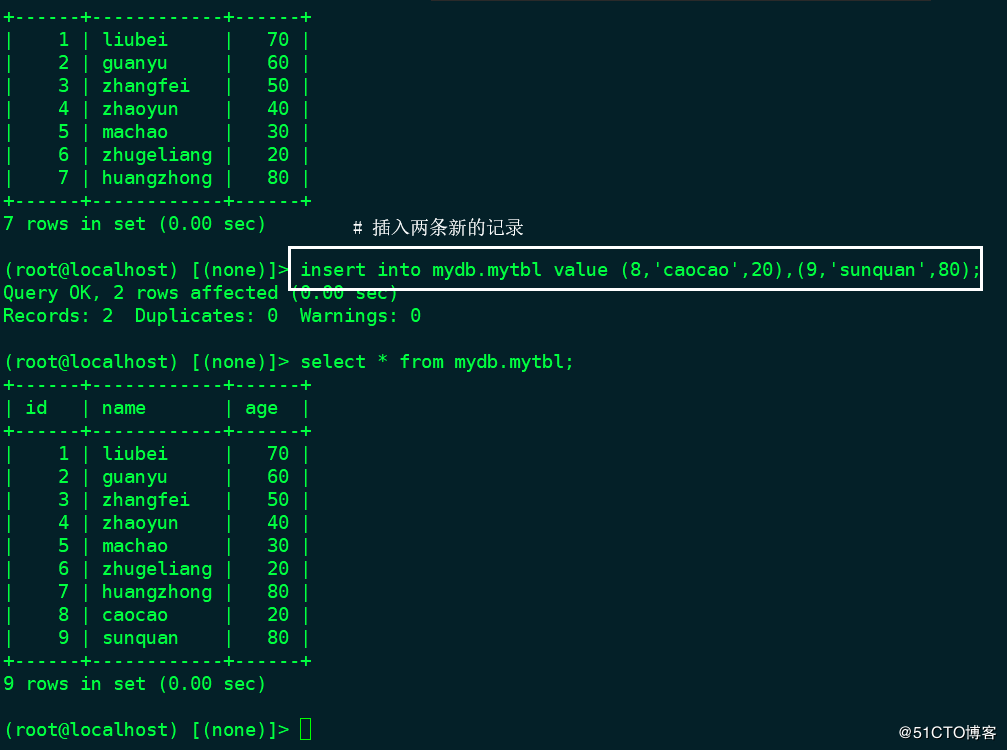 +------+------------+------+
|    1 | liubei     |   70 |
|    2 | guanyu     |   60 |
|    3 | zhangfei   |   50 |
|    4 | zhaoyun    |   40 |
|    5 | machao     |   30 |
|    6 | zhugeliang |   20 |
|    7 | huangzhong |   80 |
+------+------------+------+
7 rows in set (0.00 sec)
# 插入两条新的记录
(root@localhost) [(none)]> insert into mydb.mytbl value (8,'caocao',20),(9,'sunquan',80);
Query OK, 2 rows affected (0.00 sec)
Records: 2  Duplicates: 0  Warnings: 0
(root@localhost) [(none)]> select * from mydb.mytbl;
+------+------------+------+
| id   | name       | age  |
+------+------------+------+
|    1 | liubei     |   70 |
|    2 | guanyu     |   60 |
|    3 | zhangfei   |   50 |
|    4 | zhaoyun    |   40 |
|    5 | machao     |   30 |
|    6 | zhugeliang |   20 |
|    7 | huangzhong |   80 |
|    8 | caocao     |   20 |
|    9 | sunquan    |   80 |
+------+------------+------+
9 rows in set (0.00 sec)
(root@localhost) [(none)]>
@51CTO博客